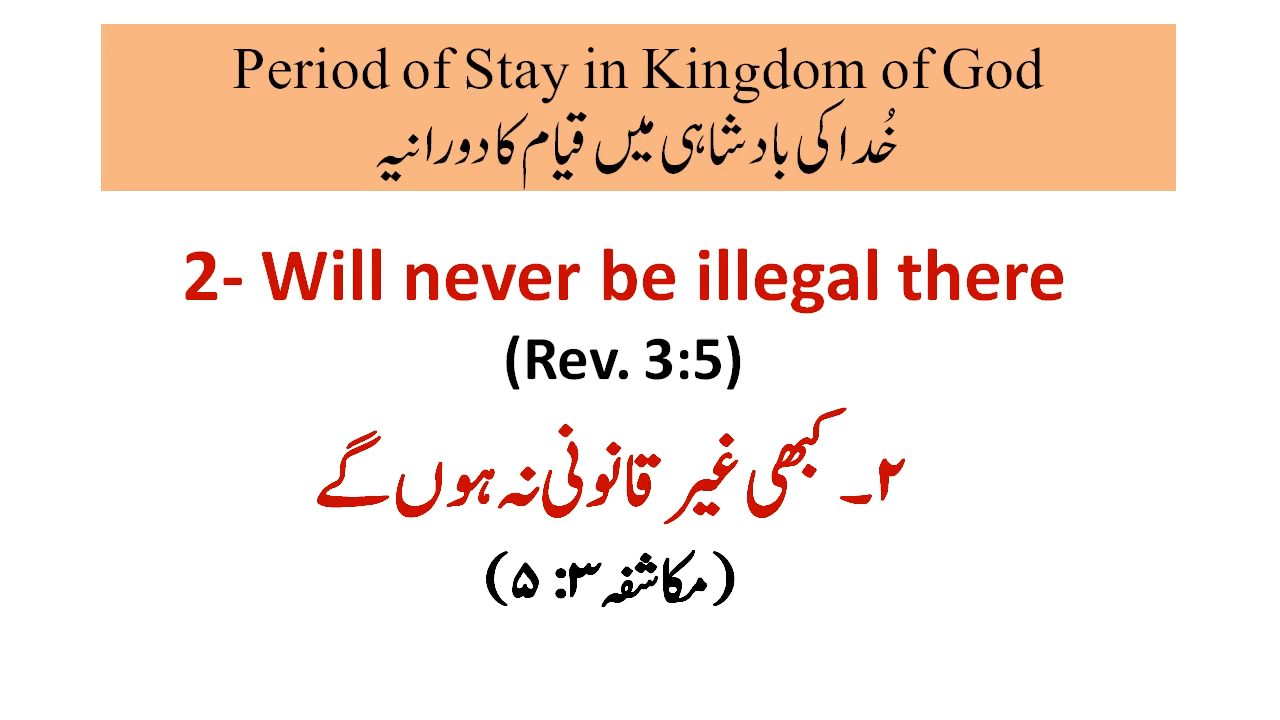 Period of Stay in Kingdom of God
خُدا کی بادشاہی میں قیام کا دورانیہ
2- Will never be illegal there
(Rev. 3:5)
۲۔ کبھی غیر قانونی نہ ہوں گے
(مکاشفہ ۳: ۵)